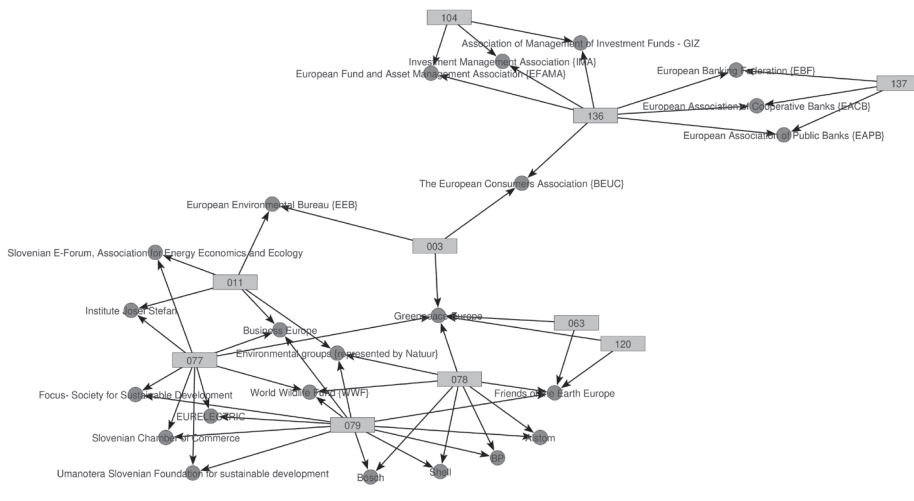 104
Association of Management of Investment Funds - GIZ
Investment Management Association {IMA}
European Fund and Asset Management Association {EFAMA}
European Banking Federation {EBF}
137
European Association of Cooperative Banks {EACB}
136
European Association of Public Banks {EAPB}
The European Consumers Association {BEUC}
European Environmental Bureau {EEB}
003
Slovenian E-Forum, Association for Energy Economics and Ecology
011
Institute Josef Stefan
Greenpeace Europe
063
Business Europe
120
Environmental groups {represented by Natuur}
077
078
Focus- Society for Sustainable Development
World Wildlife Fund {WWF}
Friends of the Earth Europe
EURELECTRIC
079
Slovenian Chamber of Commerce
Alstom
BP
Umanotera Slovenian Foundation for sustainable development
Shell
Bosch